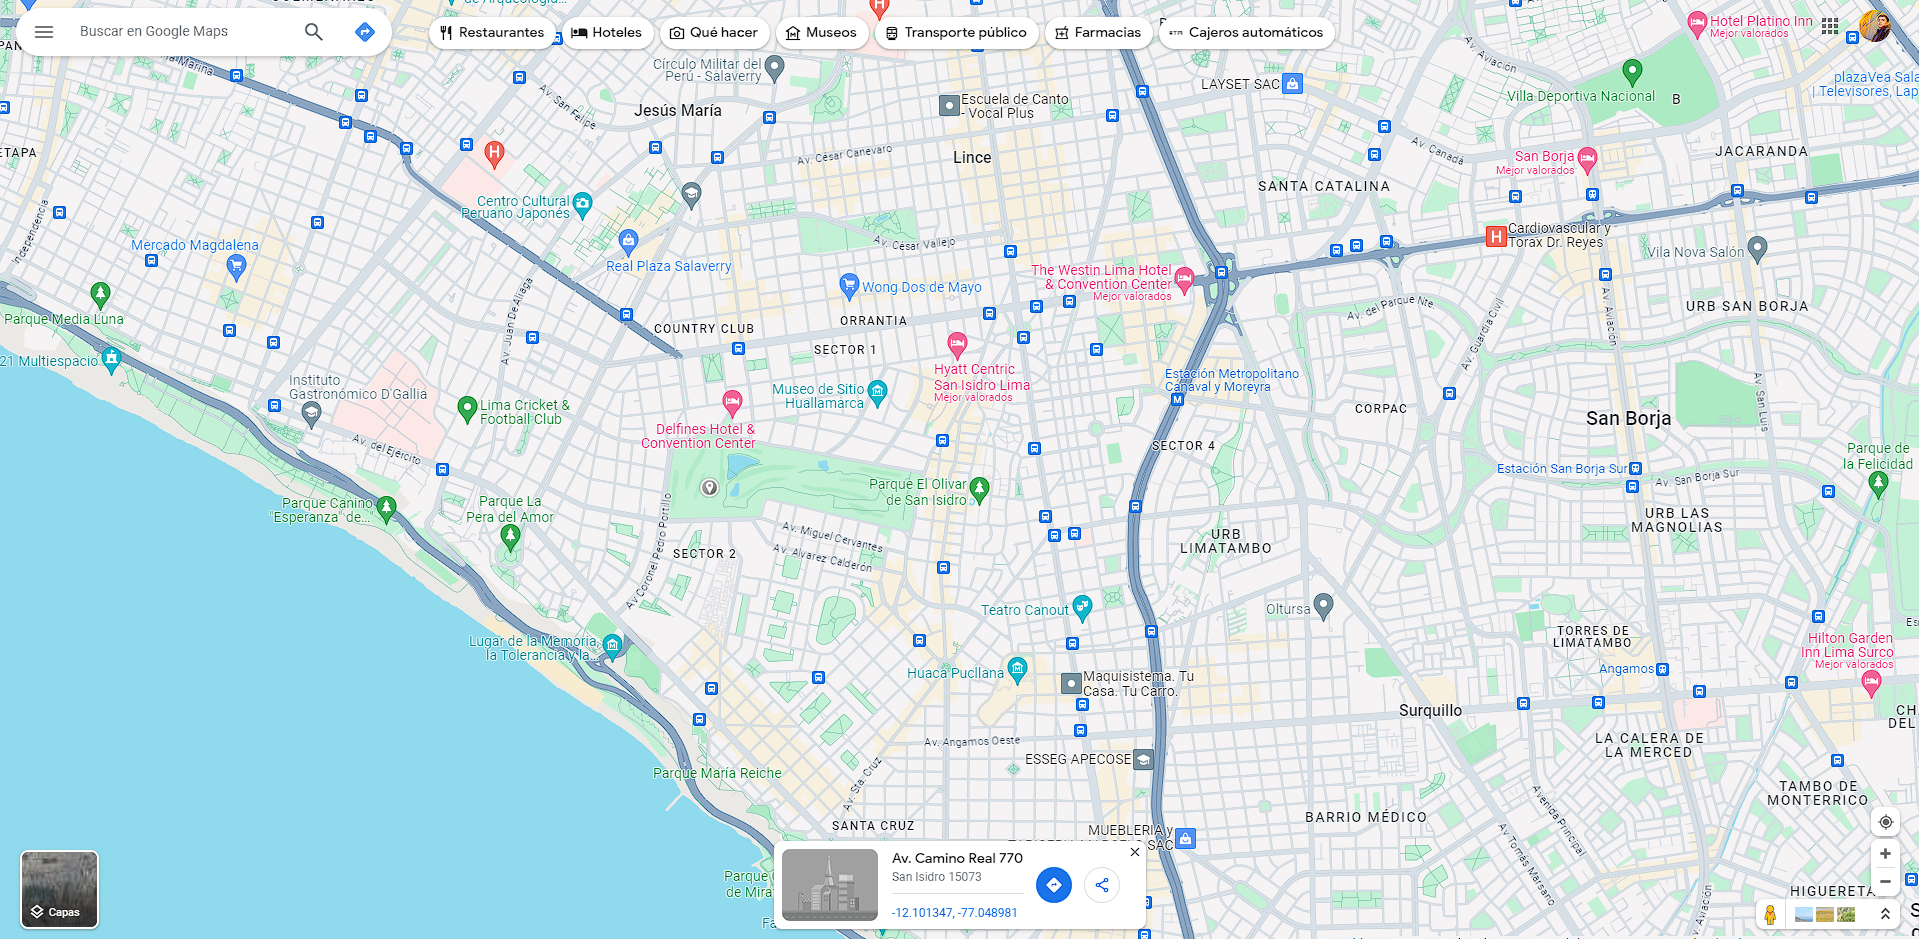 Buscar en Google Maps
Restaurantes
Hoteles
Qué hacer
Museos
Transporte público
Farmacias
Cajeros automáticos
Hotel Platino Inn
Mejor valorados
Av. Aviación
plazaVea Sala
| Televisores, Lap
Círculo Militar del
Perú - Salaverry
Jesús María
Av. San Felipe
Escuela de Canto
- Vocal Plus
LAYSET SAC
Villa Deportiva Nacional
B
ETAPA
H
Av. César Canevaro
Lince
Av. Canadá
JACARANDA
San Borja
Mejor valorados
SANTA CATALINA
Centro Cultural
Peruano Japonés
Independencia
Mercado Magdalena
Real Plaza Salaverry
Av. César Vallejo
H
Cardiovascular y
Torax Dr. Reyes
Vila Nova Salón
The Westin Lima Hotel
& Convention Center
Mejor valorados
Wong Dos de Mayo
Av. Juan De Aliaga
Av. del Parque Nte.
Av. Guardia Civil
Av. Aviación
URB SAN BORJA
Parque Media Luna
COUNTRY CLUB
ORRANTIA
SECTOR 1
21 Multiespacio
Hyatt Centric
San Isidro Lima
Mejor valorados
Estación Metropolitano
Canaval y Moreyra
M
Instituto
Gastronómico D'Gallia
Museo de Sitio
Huallamarca
Lima Cricket &
Football Club
CORPAC
San Borja
Av. San Luis
Delfines Hotel &
Convention Center
Av. del Ejército
SECTOR 4
Parque de
la Felicidad
Estación San Borja Sur
Av. San Borja Sur
Parque El Olivar
de San Isidro
Parque Canino
"Esperanza" de...
Parque La
Pera del Amor
Av. Coronel Pedro Portillo
URB LAS
MAGNOLIAS
Av. Miguel Cervantes
Av. Alvarez Calderón
SECTOR 2
URB
LIMATAMBO
Teatro Canout
Oltursa
TORRES DE
LIMATAMBO
Hilton Garden
Inn Lima Surco
Mejor valorados
Lugar de la Memoria,
la Tolerancia y la...
Huaca Pucllana
Maquisistema. Tu
Casa. Tu Carro.
Angamos
Surquillo
CH
DEL
Av. Angamos Oeste
LA CALERA DE
LA MERCED
ESSEG APECOSE
Parque María Reiche
Av. Sta. Cruz
TAMBO DE
MONTERRICO
Avenida Principal
BARRIO MÉDICO
SANTA CRUZ
MUEBLERIA y
SAC
Av. Tomás Marsano
Av. Aviación
HIGUERETA
Parque
de Mira
Av. Camino Real 770
San Isidro 15073
-12.101347, -77.048981
Capas